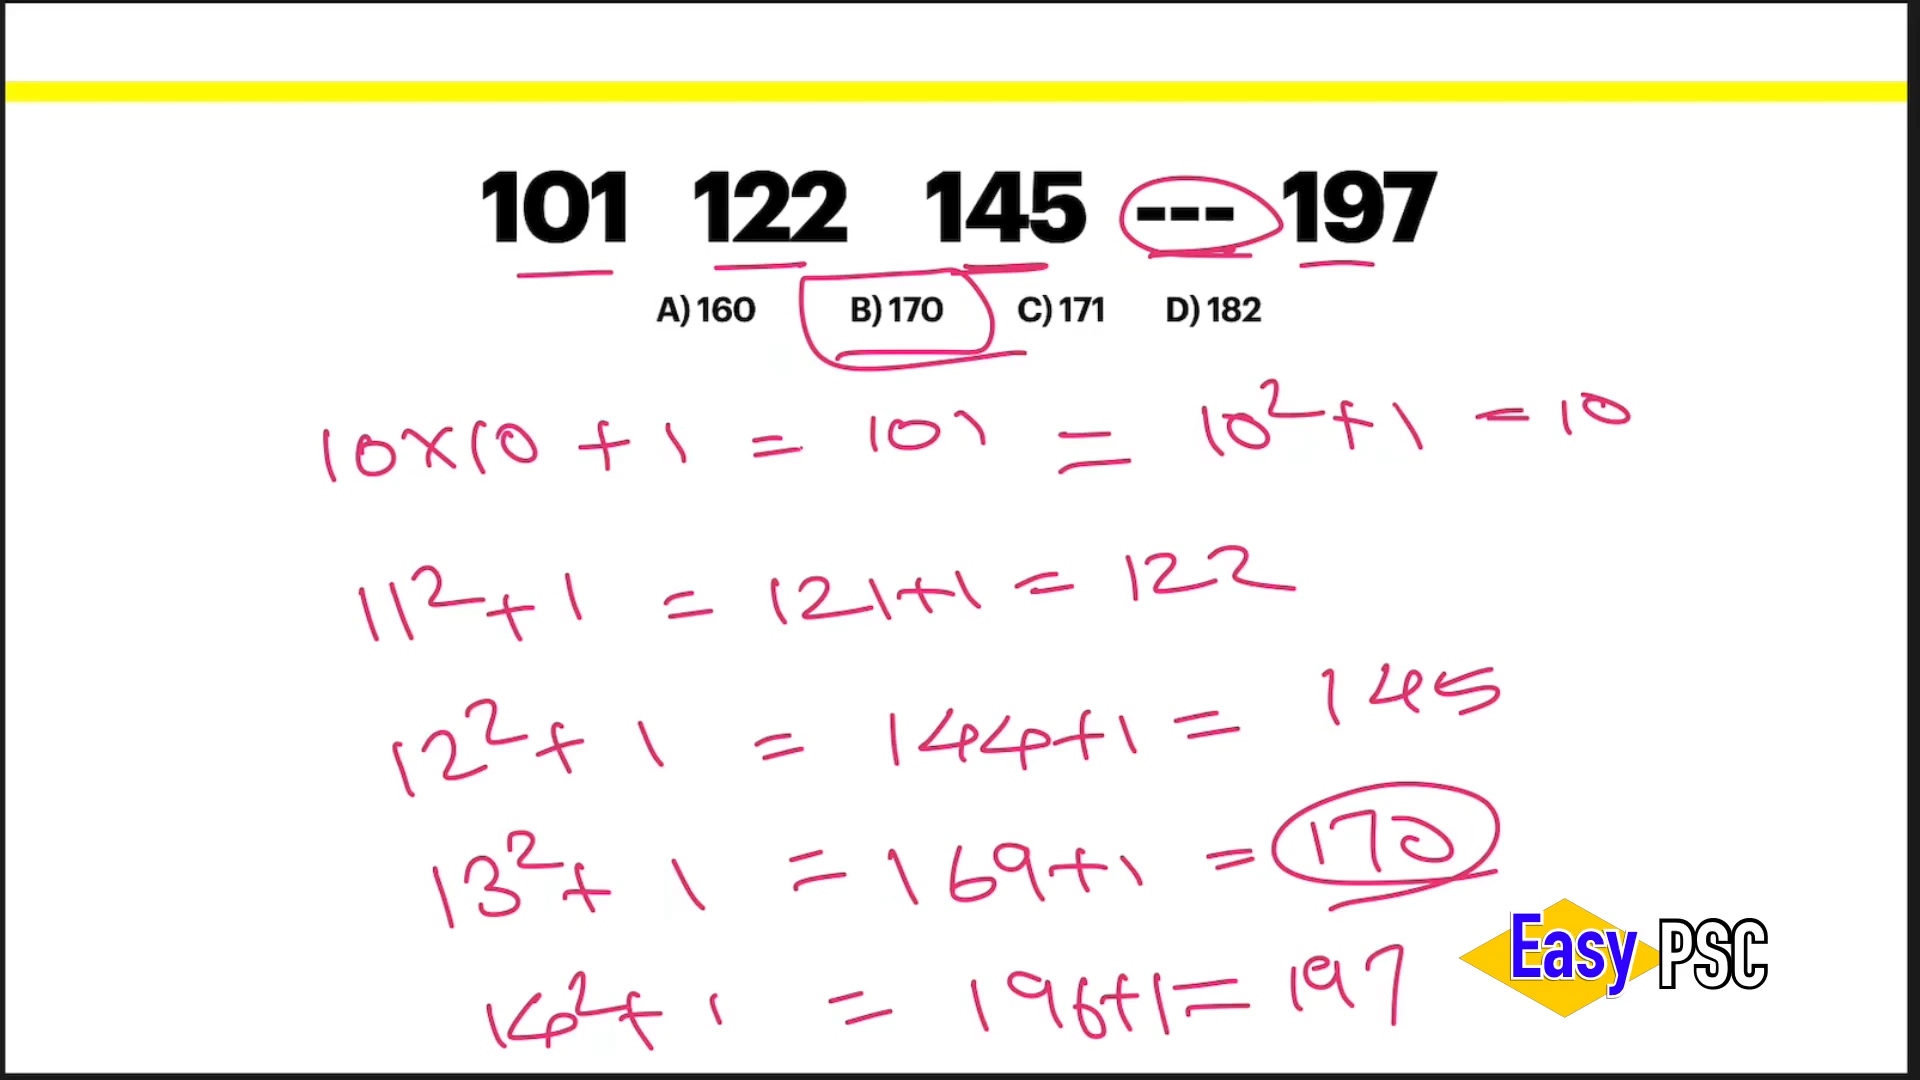 101 122 145 --- 197
A) 160 B) 170 C) 171 D) 182
10×10 + 1 = 101 = 10² + 1 = 10
11² + 1 = 121 + 1 = 122
12² + 1 = 144 + 1 = 145
13² + 1 = 169 + 1 = 170
14² + 1 = 196 + 1 = 197
Easy PSC